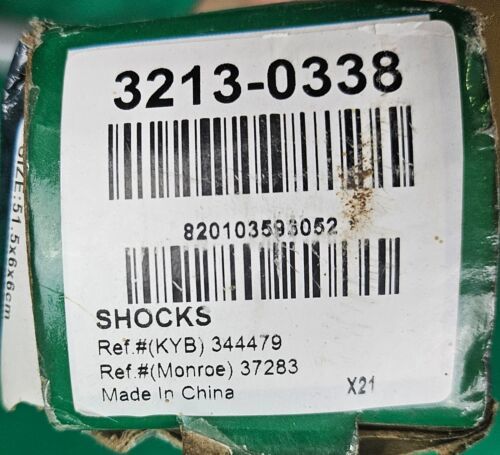 3213-0338
820103593052
SHOCKS
Ref.#(KYB) 344479
Ref.#(Monroe) 37283
Made In China
X21
SIZE:51.5x6x6cm